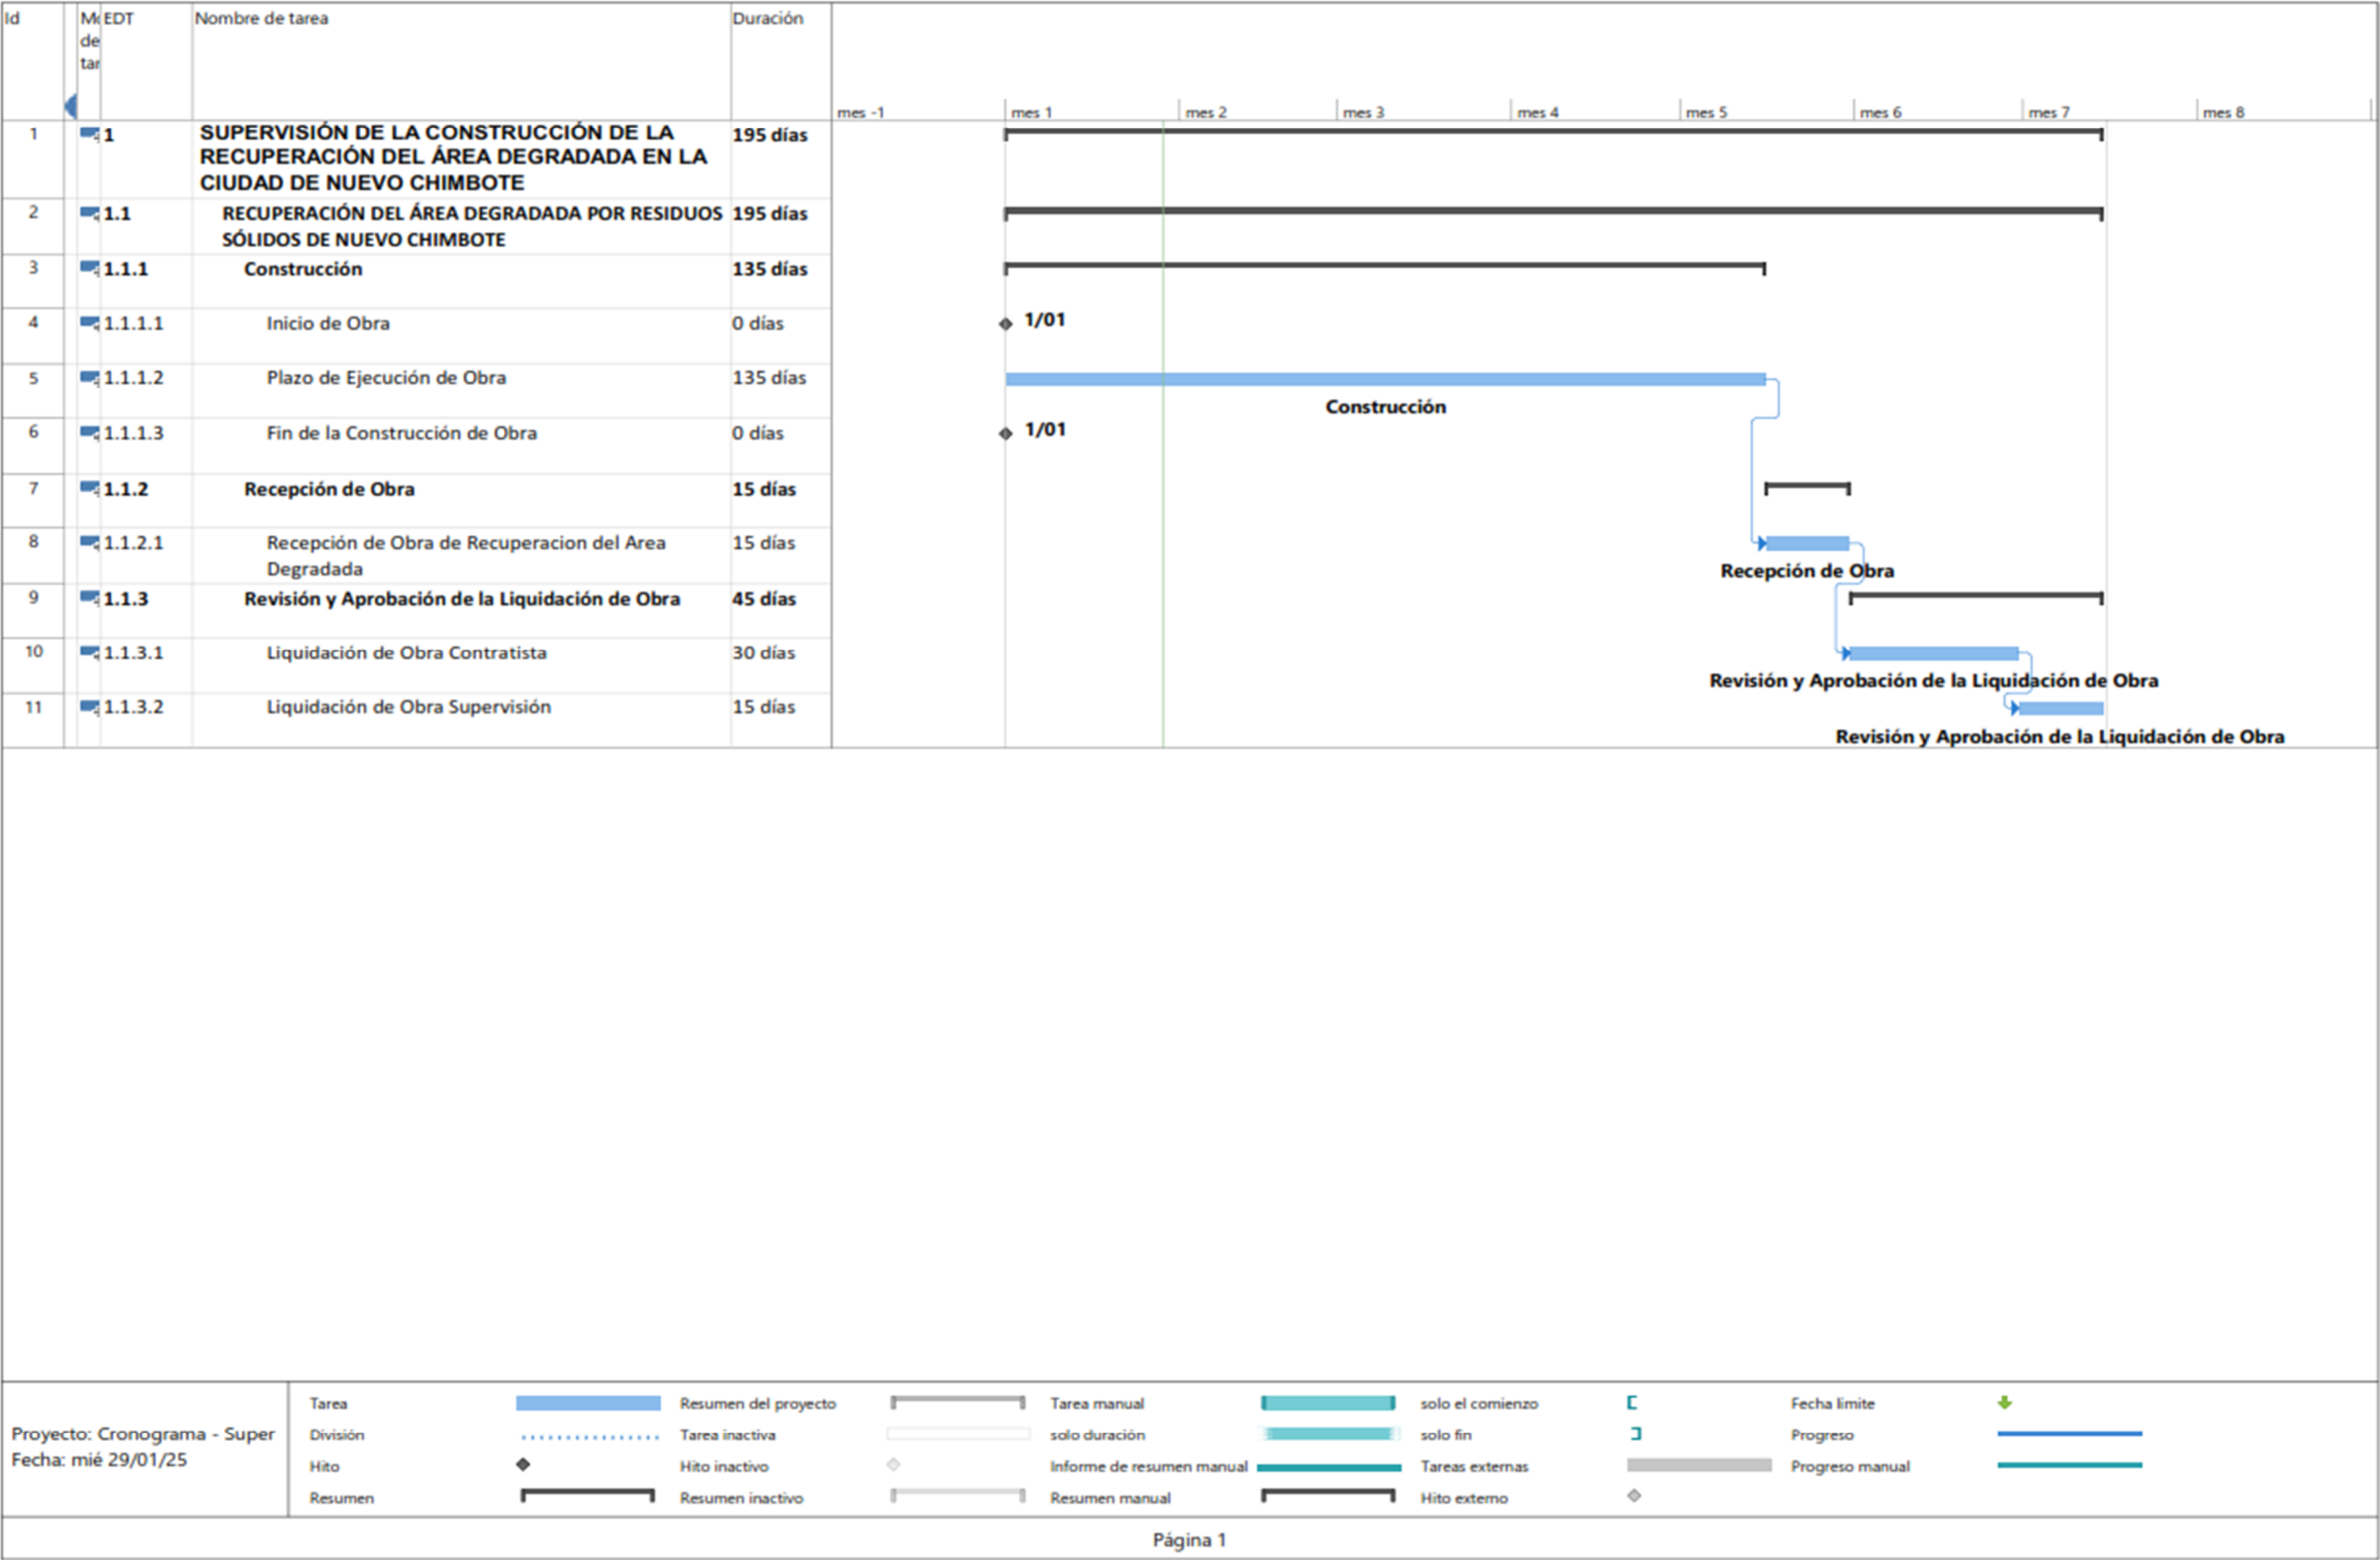 Id
Mo
de
tar
EDT
Nombre de tarea
Duración
mes -1
mes 1
mes 2
mes 3
mes 4
mes 5
mes 6
mes 7
mes 8
1
1
SUPERVISIÓN DE LA CONSTRUCCIÓN DE LA
RECUPERACIÓN DEL ÁREA DEGRADADA EN LA
CIUDAD DE NUEVO CHIMBOTE
195 días
2
1.1
RECUPERACIÓN DEL ÁREA DEGRADADA POR RESIDUOS
SÓLIDOS DE NUEVO CHIMBOTE
195 días
3
1.1.1
Construcción
135 días
4
1.1.1.1
Inicio de Obra
0 días
1/01
5
1.1.1.2
Plazo de Ejecución de Obra
135 días
Construcción
6
1.1.1.3
Fin de la Construcción de Obra
0 días
1/01
7
1.1.2
Recepción de Obra
15 días
8
1.1.2.1
Recepción de Obra de Recuperacion del Area
Degradada
15 días
Recepción de Obra
9
1.1.3
Revisión y Aprobación de la Liquidación de Obra
45 días
10
1.1.3.1
Liquidación de Obra Contratista
30 días
Revisión y Aprobación de la Liquidación de Obra
11
1.1.3.2
Liquidación de Obra Supervisión
15 días
Revisión y Aprobación de la Liquidación de Obra
Proyecto: Cronograma - Super
Fecha: mié 29/01/25
Tarea
División
Hito
Resumen
Resumen del proyecto
Tarea inactiva
Hito inactivo
Resumen inactivo
Tarea manual
solo duración
Informe de resumen manual
Resumen manual
solo el comienzo
solo fin
Tareas externas
Hito externo
Fecha límite
Progreso
Progreso manual
Página 1